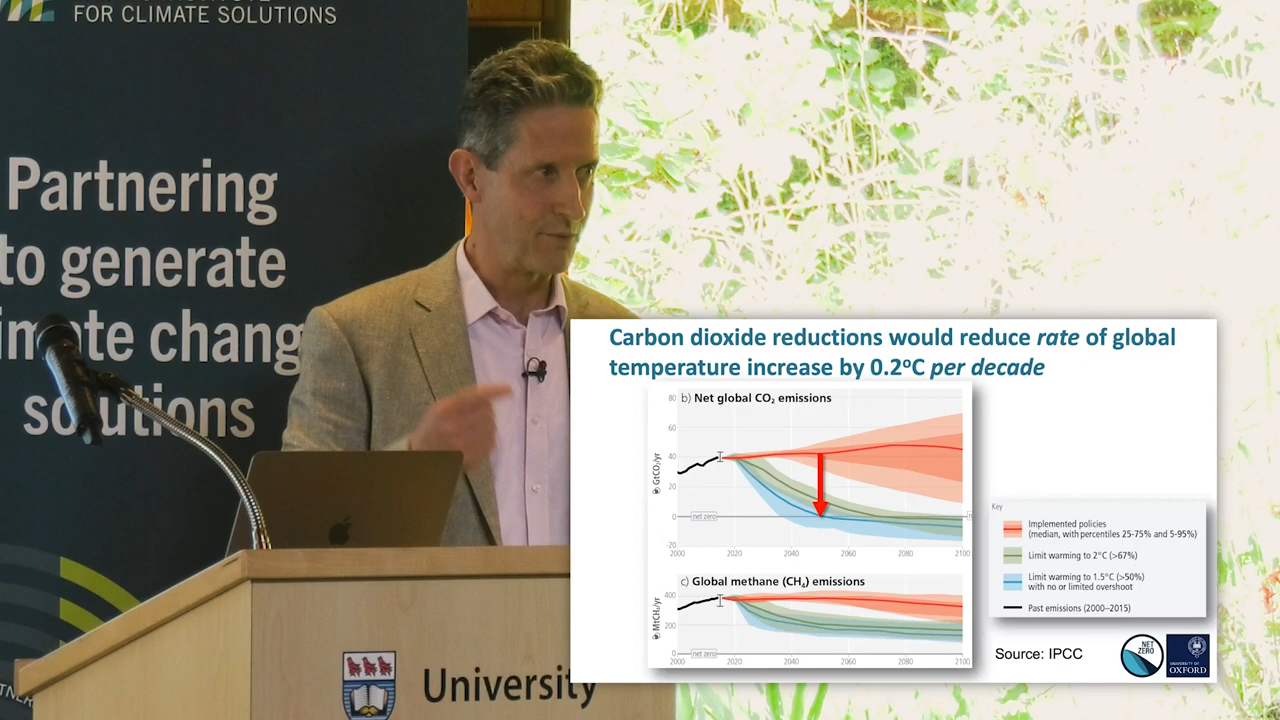 FOR CLIMATE SOLUTIONS
Partnering
to generate
imate chang
solutions
University
Carbon dioxide reductions would reduce rate of global
temperature increase by 0.2°C per decade
b) Net global CO₂ emissions
80
60
40
20
0
-20
GtCO₂/yr
net zero
2000 2020 2040 2060 2080 2100
c) Global methane (CH₄) emissions
400
200
0
MtCH₄/yr
net zero
2000 2020 2040 2060 2080 2100
Key
Implemented policies
(median, with percentiles 25-75% and 5-95%)
Limit warming to 2°C (>67%)
Limit warming to 1.5°C (>50%)
with no or limited overshoot
Past emissions (2000–2015)
Source: IPCC
NET
ZERO
UNIVERSITY OF
OXFORD